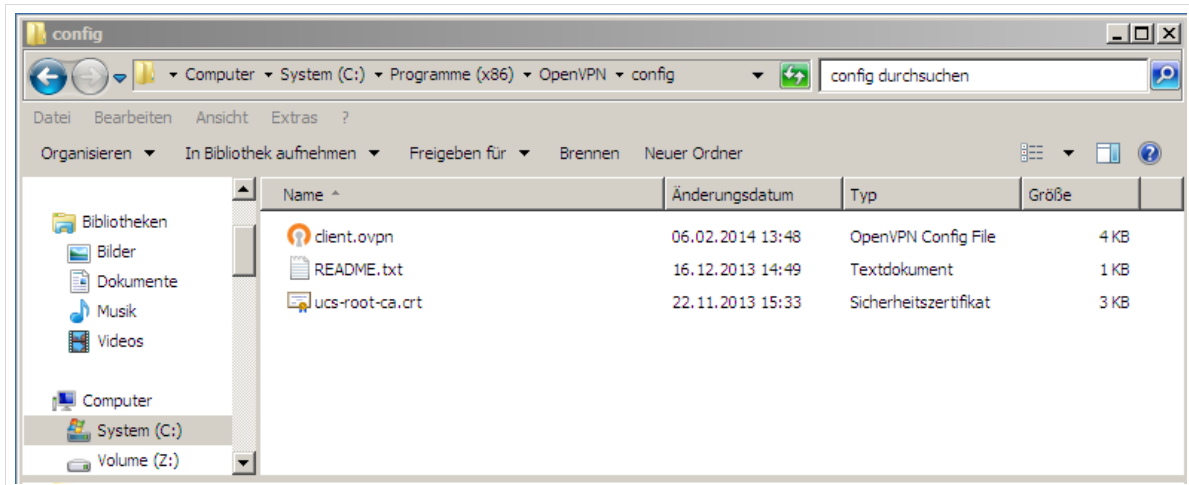 config
Computer System (C:) Programme (x86) OpenVPN config config durchsuchen
Datei Bearbeiten Ansicht Extras ?
Organisieren In Bibliothek aufnehmen Freigeben für Brennen Neuer Ordner
Name Änderungsdatum Typ Größe
Bibliotheken
Bilder
Dokumente
Musik
Videos
Computer
System (C:)
Volume (Z:)
client.ovpn 06.02.2014 13:48 OpenVPN Config File 4 KB
README.txt 16.12.2013 14:49 Textdokument 1 KB
ucs-root-ca.crt 22.11.2013 15:33 Sicherheitszertifikat 3 KB